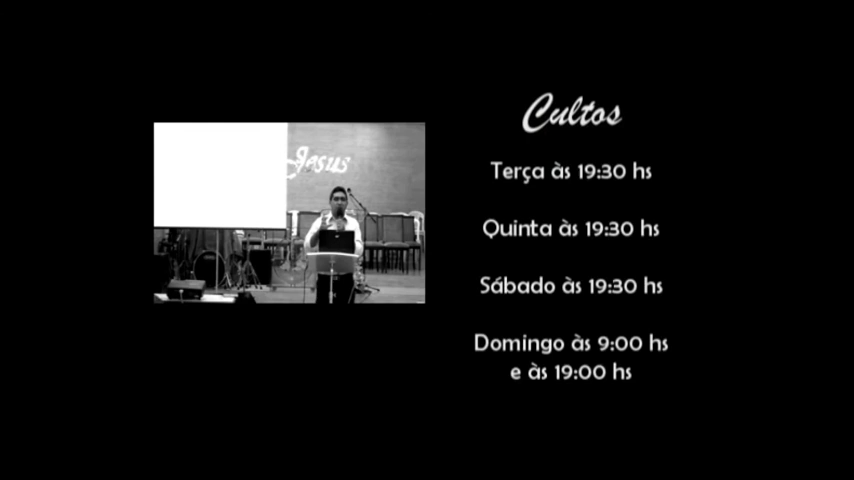 Jesus
Cultos
Terça às 19:30 hs
Quinta às 19:30 hs
Sábado às 19:30 hs
Domingo às 9:00 hs
e às 19:00 hs